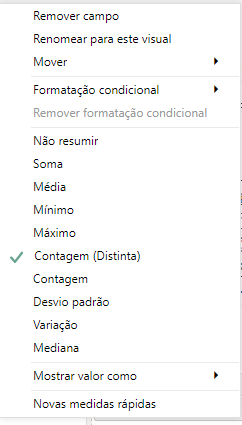 Remover campo
Renomear para este visual
Mover
Formatação condicional
Remover formatação condicional
Não resumir
Soma
Média
Mínimo
Máximo
Contagem (Distinta)
Contagem
Desvio padrão
Variação
Mediana
Mostrar valor como
Novas medidas rápidas